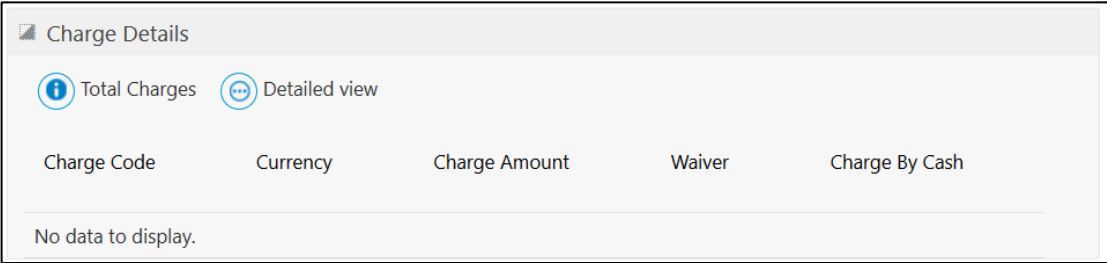 Charge Details
Total Charges Detailed view
Charge Code Currency Charge Amount Waiver Charge By Cash
No data to display.